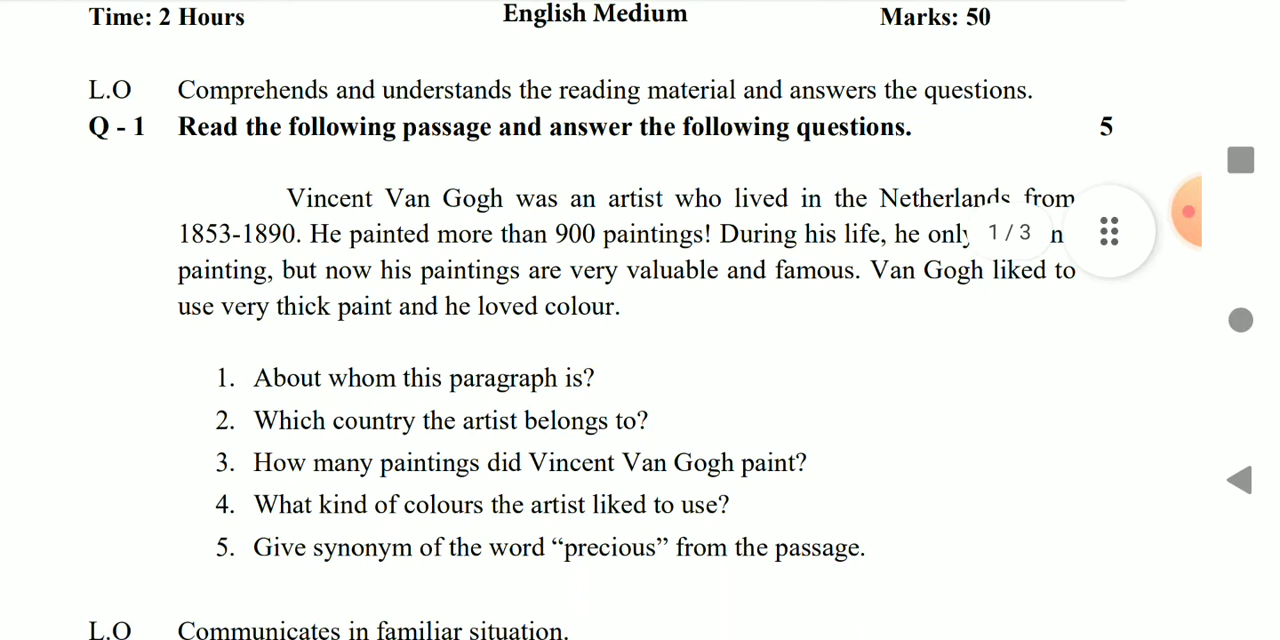 Time: 2 Hours English Medium Marks: 50
L.O Comprehends and understands the reading material and answers the questions.
Q - 1 Read the following passage and answer the following questions. 5
Vincent Van Gogh was an artist who lived in the Netherlands from
1853-1890. He painted more than 900 paintings! During his life, he 1 / 3
painting, but now his paintings are very valuable and famous. Van Gogh liked to
use very thick paint and he loved colour.
1. About whom this paragraph is?
2. Which country the artist belongs to?
3. How many paintings did Vincent Van Gogh paint?
4. What kind of colours the artist liked to use?
5. Give synonym of the word “precious” from the passage.
L.O Communicates in familiar situation.